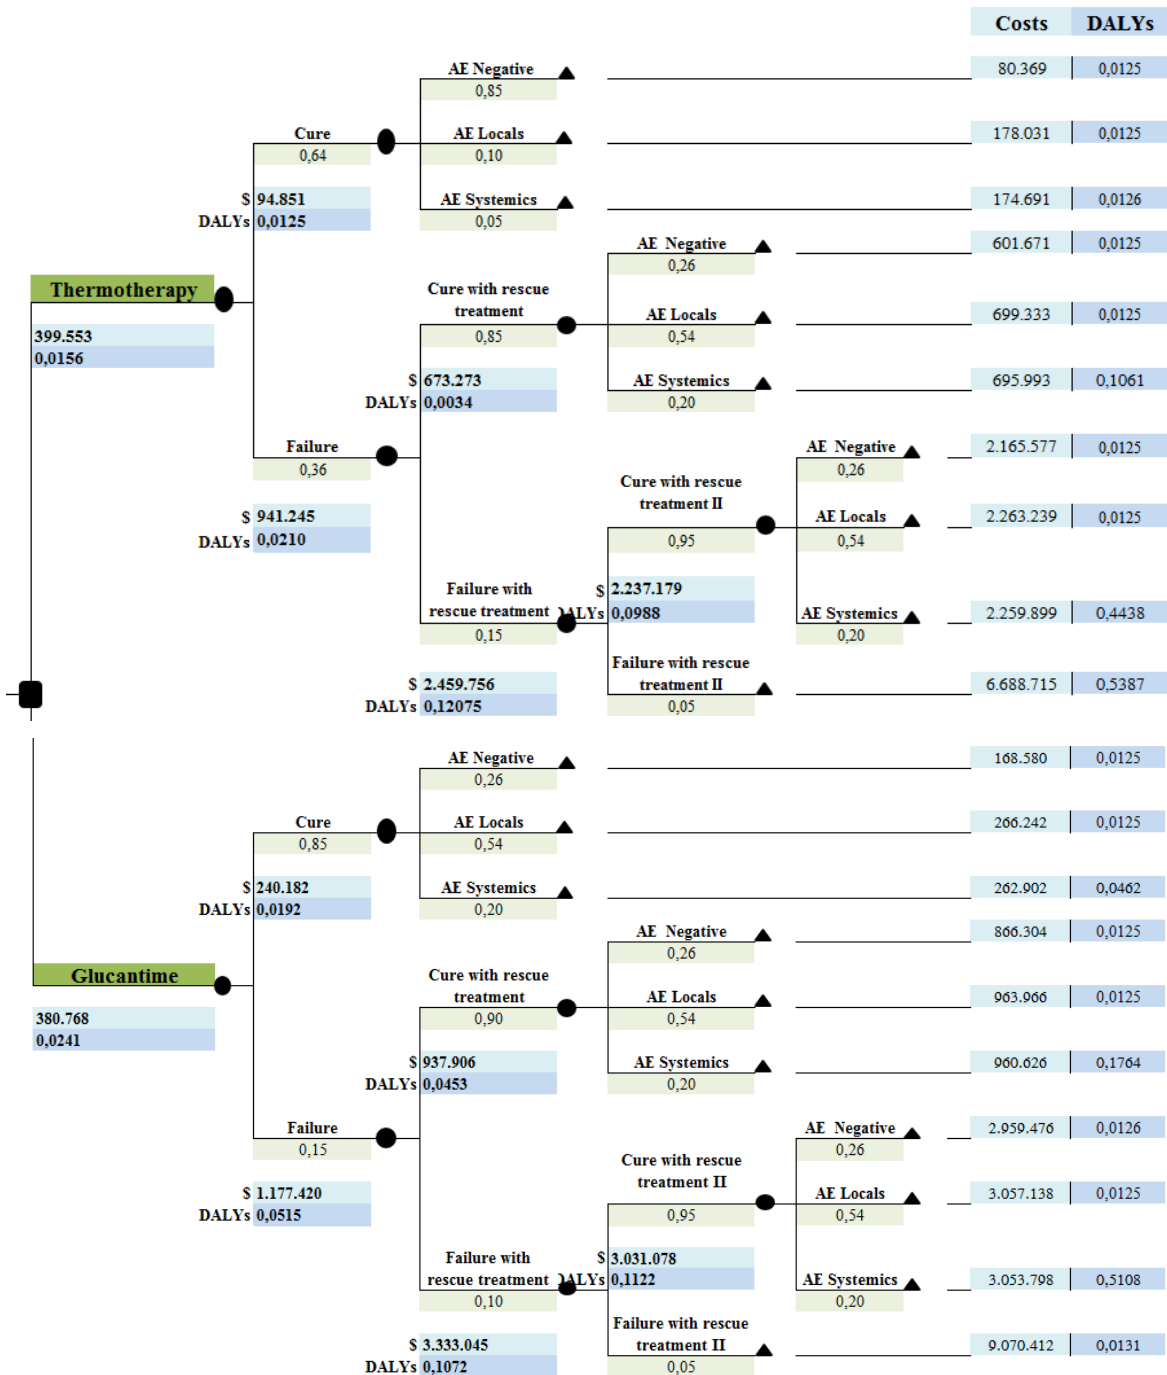 Costs DALYs
AE Negative
0,85
80.369 0,0125
Cure
0,64
AE Locals
0,10
178.031 0,0125
$ 94.851
DALYs 0,0125
AE Systemics
0,05
174.691 0,0126
AE Negative
0,26
601.671 0,0125
Thermotherapy
399.553
0,0156
Cure with rescue
treatment
0,85
AE Locals
0,54
699.333 0,0125
$ 673.273
DALYs 0,0034
AE Systemics
0,20
695.993 0,1061
Failure
0,36
AE Negative
0,26
2.165.577 0,0125
$ 941.245
DALYs 0,0210
Cure with rescue
treatment II
0,95
AE Locals
0,54
2.263.239 0,0125
Failure with
rescue treatment
0,15
$ 2.237.179
DALYs 0,0988
AE Systemics
0,20
2.259.899 0,4438
$ 2.459.756
DALYs 0,12075
Failure with rescue
treatment II
0,05
6.688.715 0,5387
AE Negative
0,26
168.580 0,0125
Cure
0,85
AE Locals
0,54
266.242 0,0125
$ 240.182
DALYs 0,0192
AE Systemics
0,20
262.902 0,0462
AE Negative
0,26
866.304 0,0125
Glucantime
380.768
0,0241
Cure with rescue
treatment
0,90
AE Locals
0,54
963.966 0,0125
$ 937.906
DALYs 0,0453
AE Systemics
0,20
960.626 0,1764
Failure
0,15
AE Negative
0,26
2.959.476 0,0126
$ 1.177.420
DALYs 0,0515
Cure with rescue
treatment II
0,95
AE Locals
0,54
3.057.138 0,0125
Failure with
rescue treatment
0,10
$ 3.031.078
DALYs 0,1122
AE Systemics
0,20
3.053.798 0,5108
$ 3.333.045
DALYs 0,1072
Failure with rescue
treatment II
0,05
9.070.412 0,0131